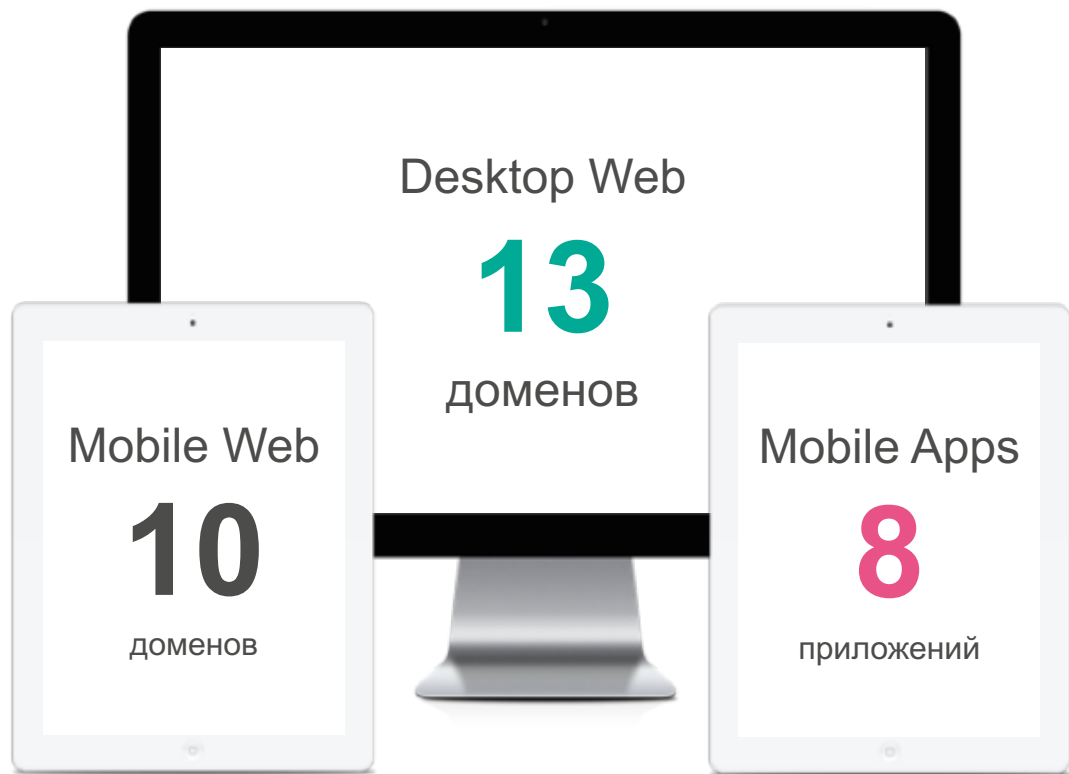 Desktop Web
13
доменов
Mobile Web
10
доменов
Mobile Apps
8
приложений